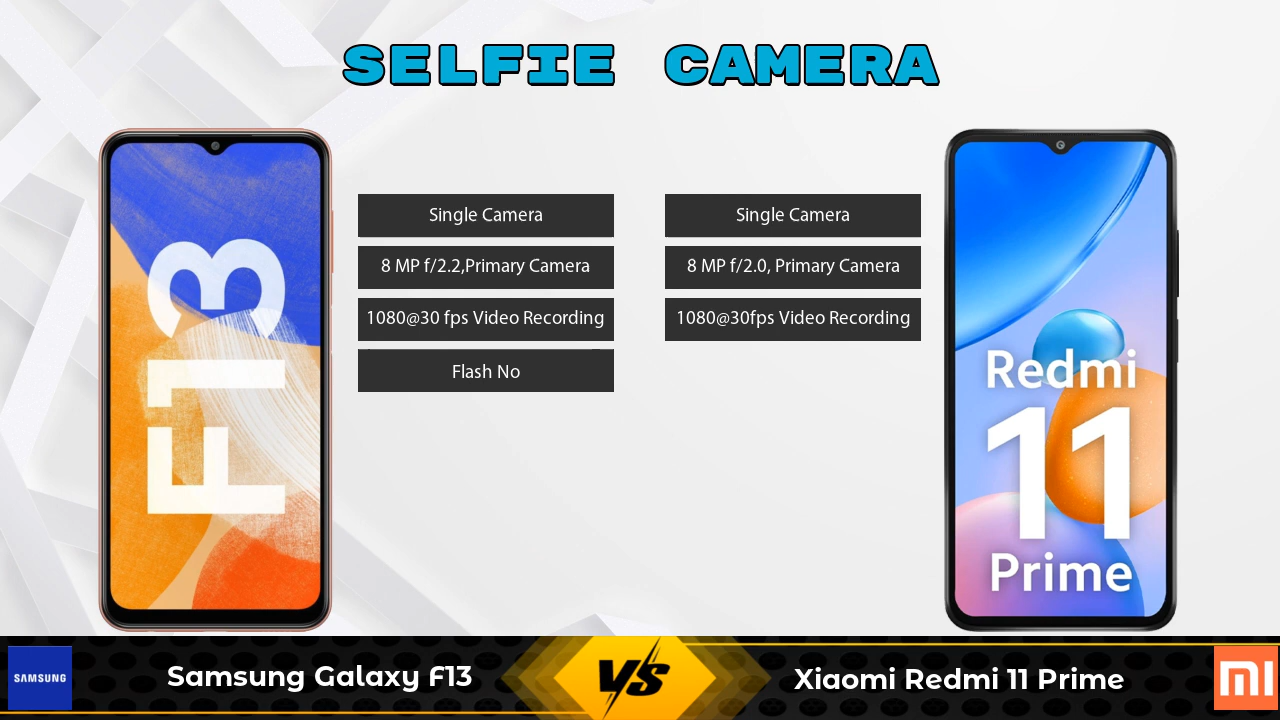 SELFIE CAMERA
F13
Single Camera
8 MP f/2.2,Primary Camera
1080@30 fps Video Recording
Flash No
Single Camera
8 MP f/2.0, Primary Camera
1080@30fps Video Recording
Redmi
11
Prime
SAMSUNG
Samsung Galaxy F13
VS
Xiaomi Redmi 11 Prime
MI